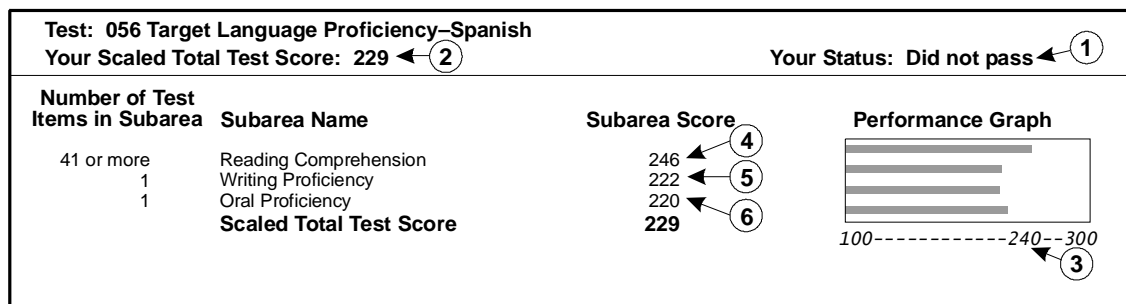 Test: 056 Target Language Proficiency–Spanish
Your Scaled Total Test Score: 229 2 Your Status: Did not pass 1
Number of Test
Items in Subarea Subarea Name Subarea Score Performance Graph
41 or more Reading Comprehension 246 4
1 Writing Proficiency 222 5
1 Oral Proficiency 220 6
Scaled Total Test Score 229
100-------------240--300
3